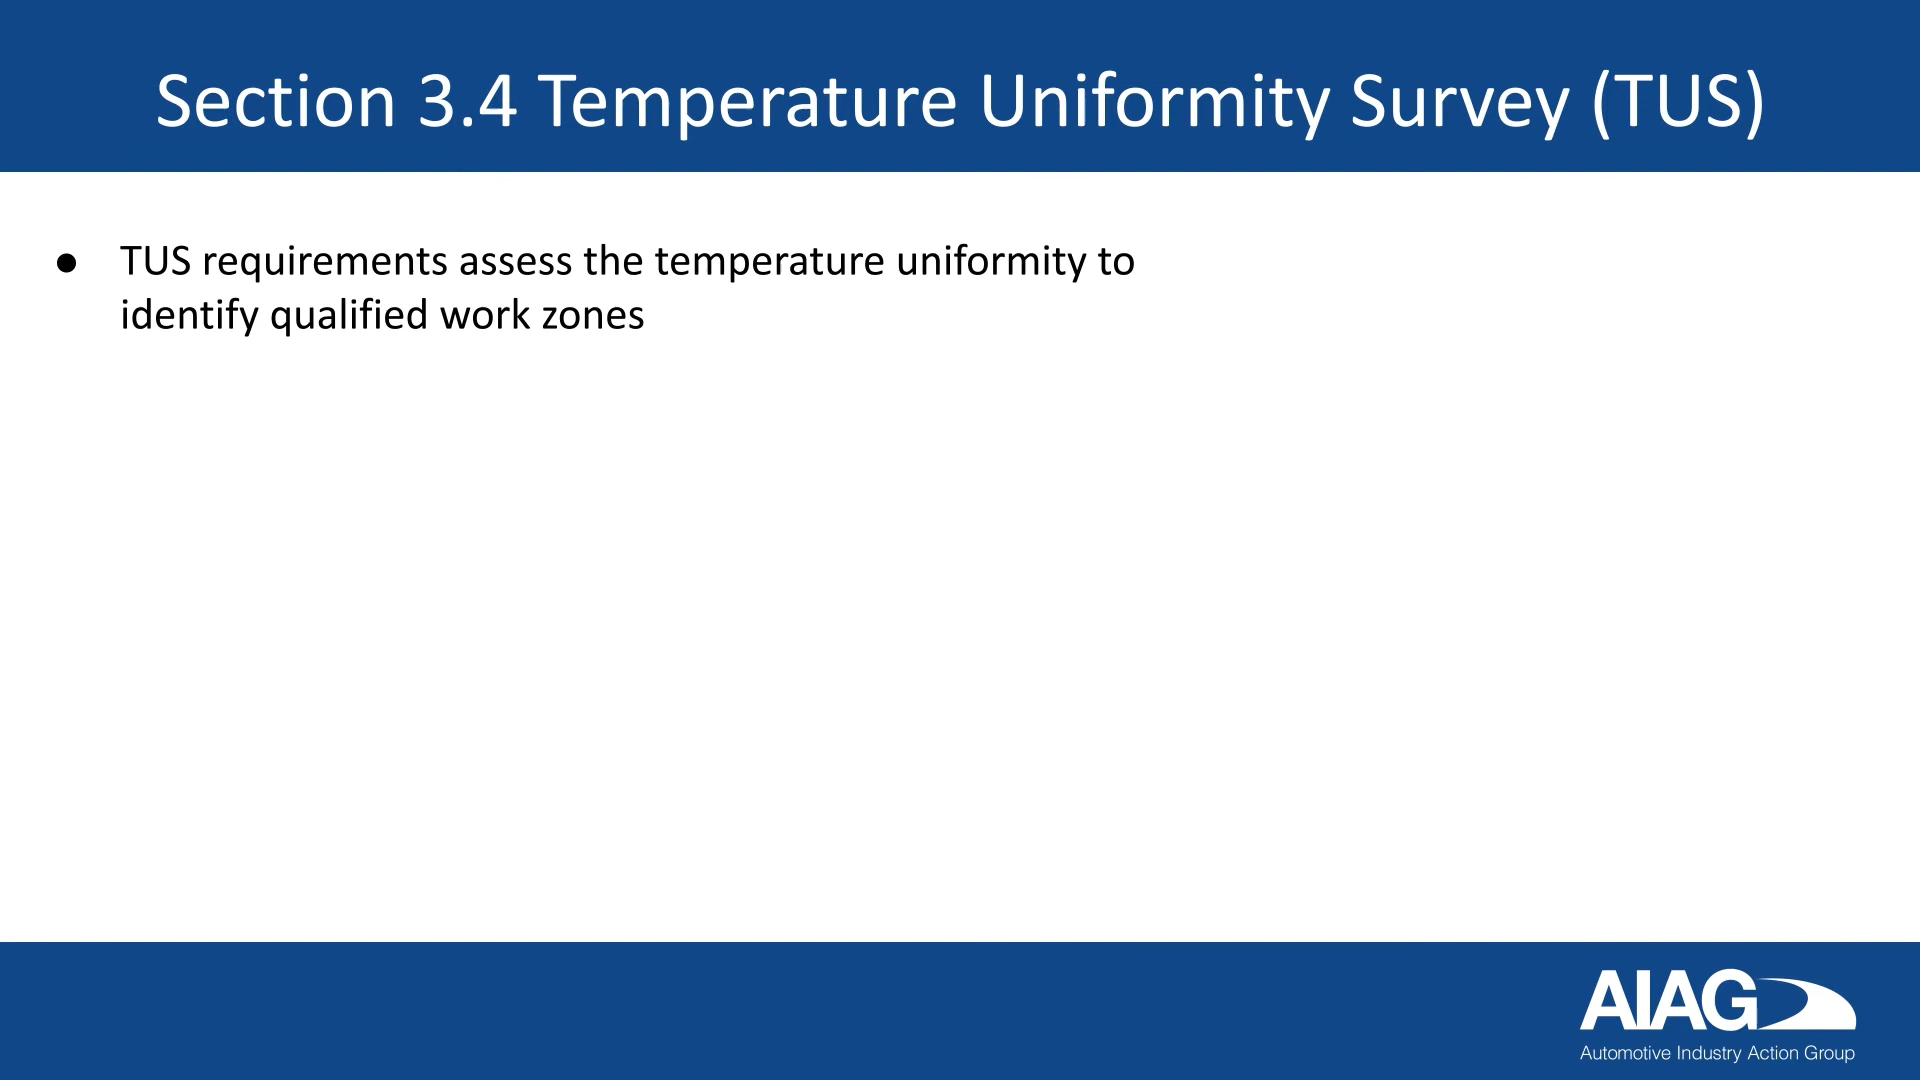 Section 3.4 Temperature Uniformity Survey (TUS)
● TUS requirements assess the temperature uniformity to
identify qualified work zones
AIAG
Automotive Industry Action Group